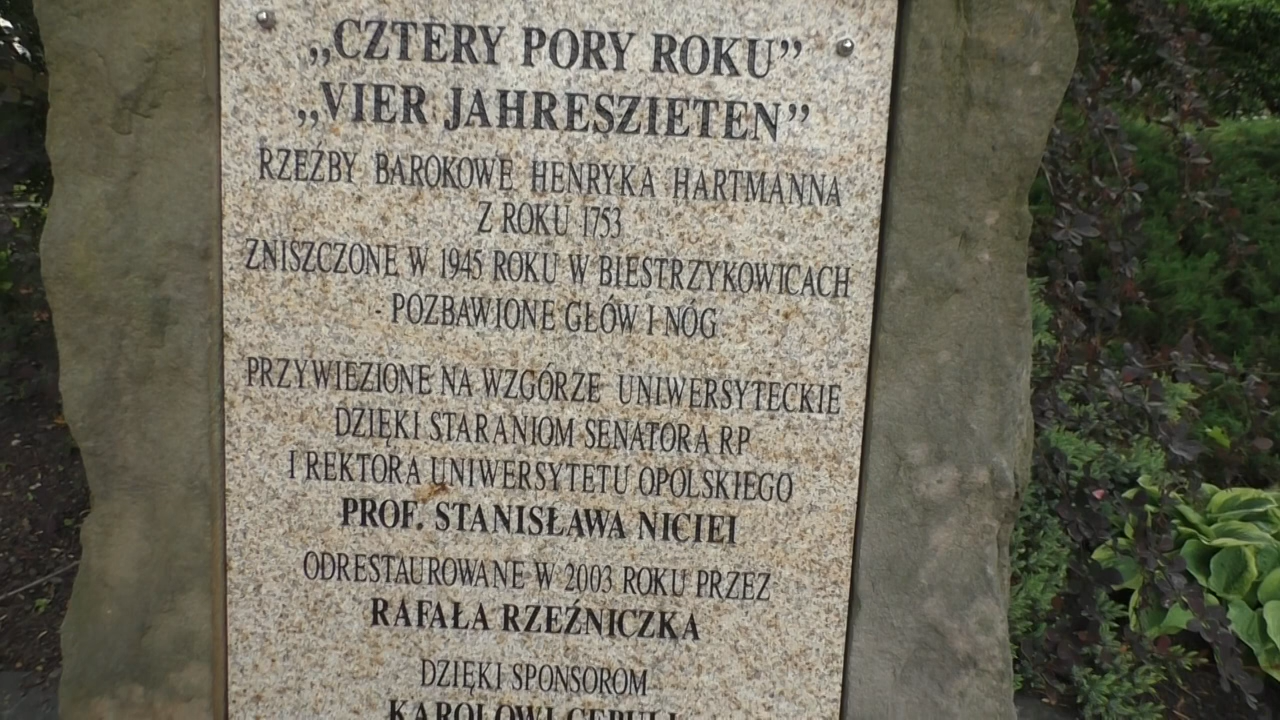 „CZTERY PORY ROKU”
„VIER JAHRESZIETEN”
RZEŹBY BAROKOWE HENRYKA HARTMANNA
Z ROKU 1753
ZNISZCZONE W 1945 ROKU W BIESTRZYKOWICACH
- POZBAWIONE GŁÓW I NÓG
PRZYWIEZIONE NA WZGÓRZE UNIWERSYTECKIE
DZIĘKI STARANIOM SENATORA RP
I REKTORA UNIWERSYTETU OPOLSKIEGO
PROF. STANISŁAWA NICIEI
ODRESTAUROWANE W 2003 ROKU PRZEZ
RAFAŁA RZEŹNICZKA
DZIĘKI SPONSOROM
KAROLOWI CEBULI